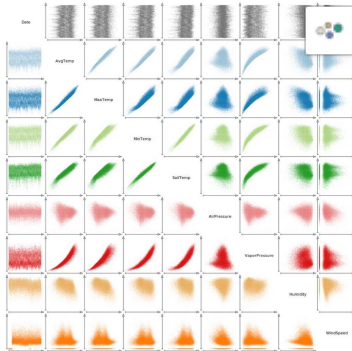 Date
AvgTemp
MaxTemp
MinTemp
SoilTemp
AirPressure
VaporPressure
Humidity
WindSpeed